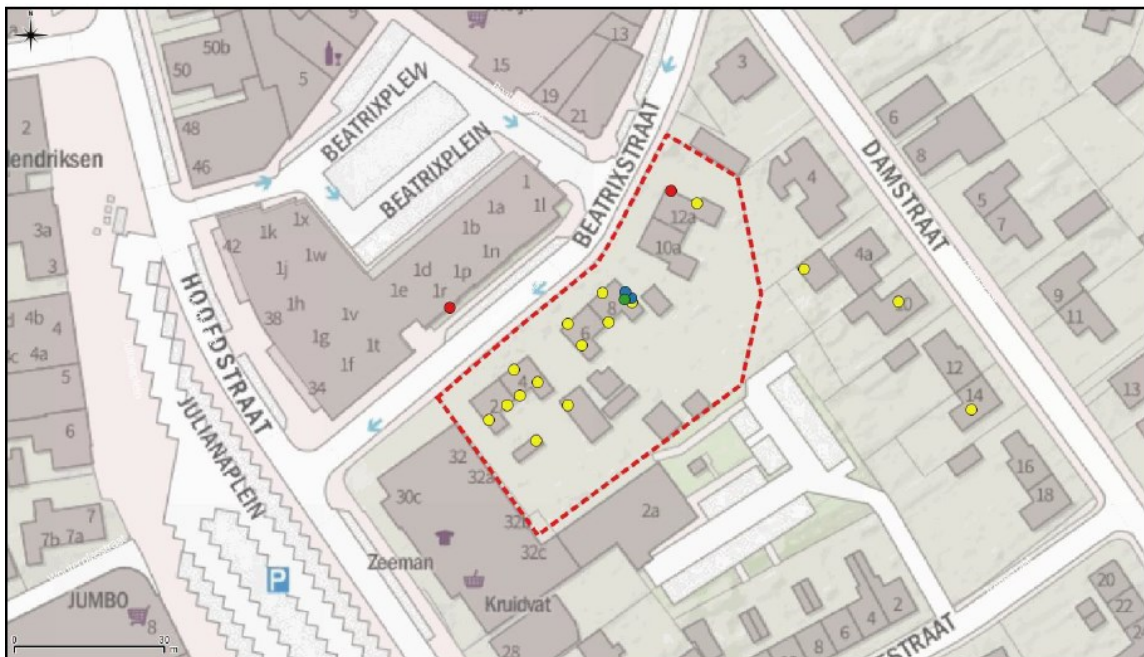 9
50b
13
50
5
15
3
19
21
BEATRIXPLEIN
2
48
46
6
8
endriksen
BEATRIXPLEIN
BEATRIXSTRAAT
DAMSTRAAT
4
1
1a
1l
1b
1x
1k
1w
42
3a
3
5
7
12a
10a
1n
1d
1p
1e
1r
1j
1h
38
1v
1g
1t
1f
34
4a
10
9
11
8
6
4b
4
4a
5
6
HOOFDSTRAAT
JULIANAPLEIN
4
2
12
14
13
32
32a
30c
32c
2a
16
18
7
7b
7a
Zeeman
P
JUMBO
8
Kruidvat
28
20
22
2
4
6
8
STRAAT
0
30
m